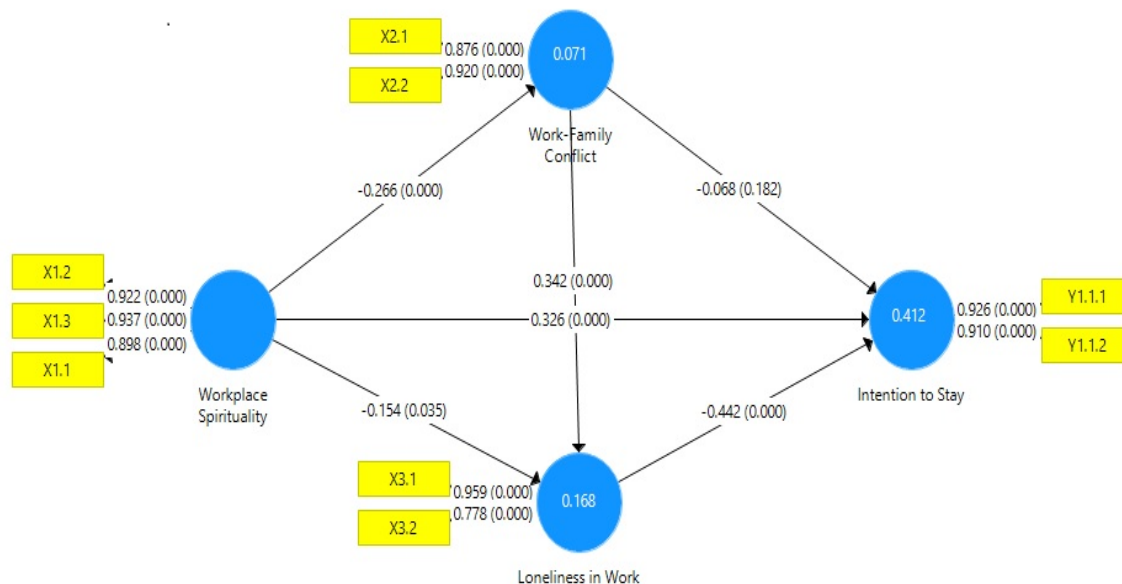 X2.1
0.876 (0.000)
0.920 (0.000)
X2.2
0.071
Work-Family
Conflict
-0.266 (0.000)
-0.068 (0.182)
X1.2
0.922 (0.000)
X1.3
0.937 (0.000)
0.898 (0.000)
X1.1
Workplace
Spirituality
0.342 (0.000)
0.326 (0.000)
0.412
Intention to Stay
Y1.1.1
0.926 (0.000)
0.910 (0.000)
Y1.1.2
-0.154 (0.035)
-0.442 (0.000)
X3.1
0.959 (0.000)
0.778 (0.000)
X3.2
0.168
Loneliness in Work